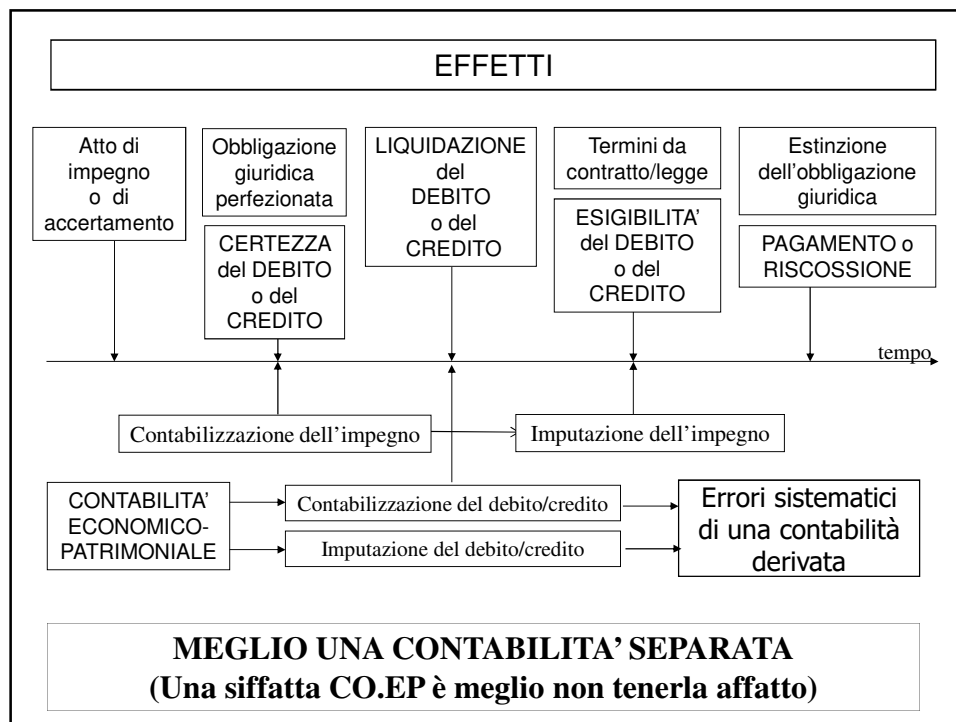 EFFETTI
Atto di
impegno
o di
accertamento
Obbligazione
giuridica
perfezionata
CERTEZZA
del DEBITO
o del
CREDITO
LIQUIDAZIONE
del
DEBITO
o del
CREDITO
Termini da
contratto/legge
ESIGIBILITA'
del DEBITO
o del
CREDITO
Estinzione
dell'obbligazione
giuridica
PAGAMENTO o
RISCOSSIONE
tempo
Contabilizzazione dell'impegno
Imputazione dell'impegno
CONTABILITA'
ECONOMICO-
PATRIMONIALE
Contabilizzazione del debito/credito
Imputazione del debito/credito
Errori sistematici
di una contabilità
derivata
MEGLIO UNA CONTABILITA' SEPARATA
(Una siffatta CO.EP è meglio non tenerla affatto)